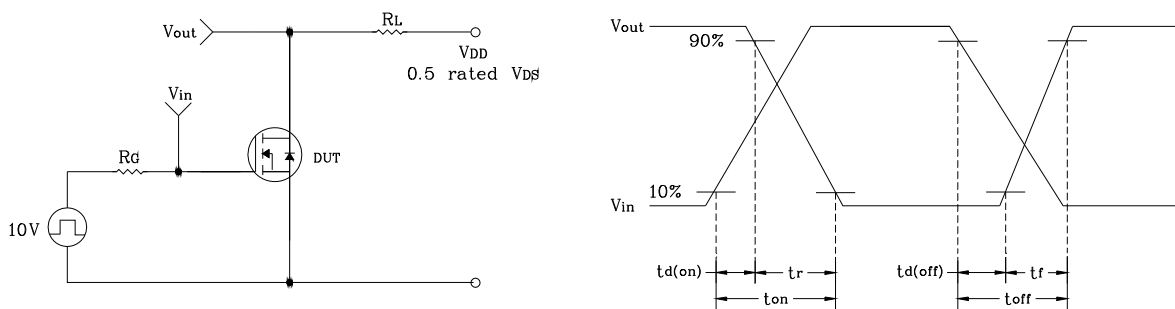 Vout
RL
VDD
0.5 rated VDS
Vin
DUT
RG
10V
Vout
90%
10%
Vin
td(on)
tr
td(off)
tf
ton
toff